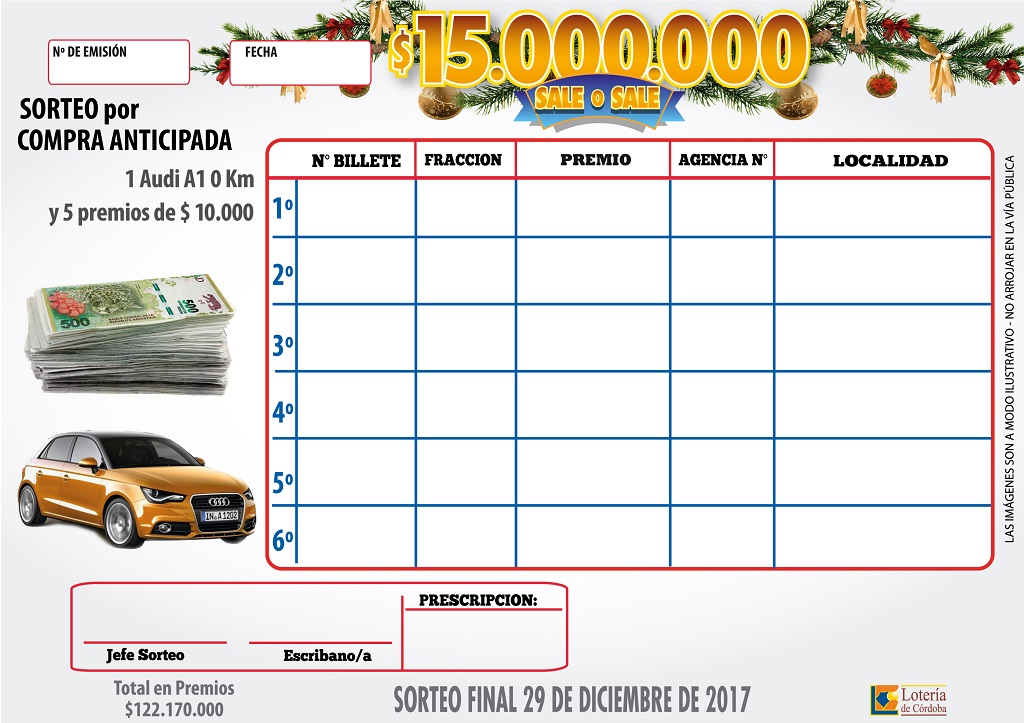 Nº DE EMISIÓN
FECHA
$15.000.000
SALE O SALE
SORTEO por
COMPRA ANTICIPADA
1 Audi A1 0 Km
y 5 premios de $ 10.000
N° BILLETE
FRACCION
PREMIO
AGENCIA N°
LOCALIDAD
1º
2º
3º
4º
5º
6º
500
500
IN A 1202
LAS IMÁGENES SON A MODO ILUSTRATIVO - NO ARROJAR EN LA VÍA PÚBLICA
PRESCRIPCION:
Jefe Sorteo
Escribano/a
Total en Premios
$122.170.000
SORTEO FINAL 29 DE DICIEMBRE DE 2017
Lotería
de Córdoba